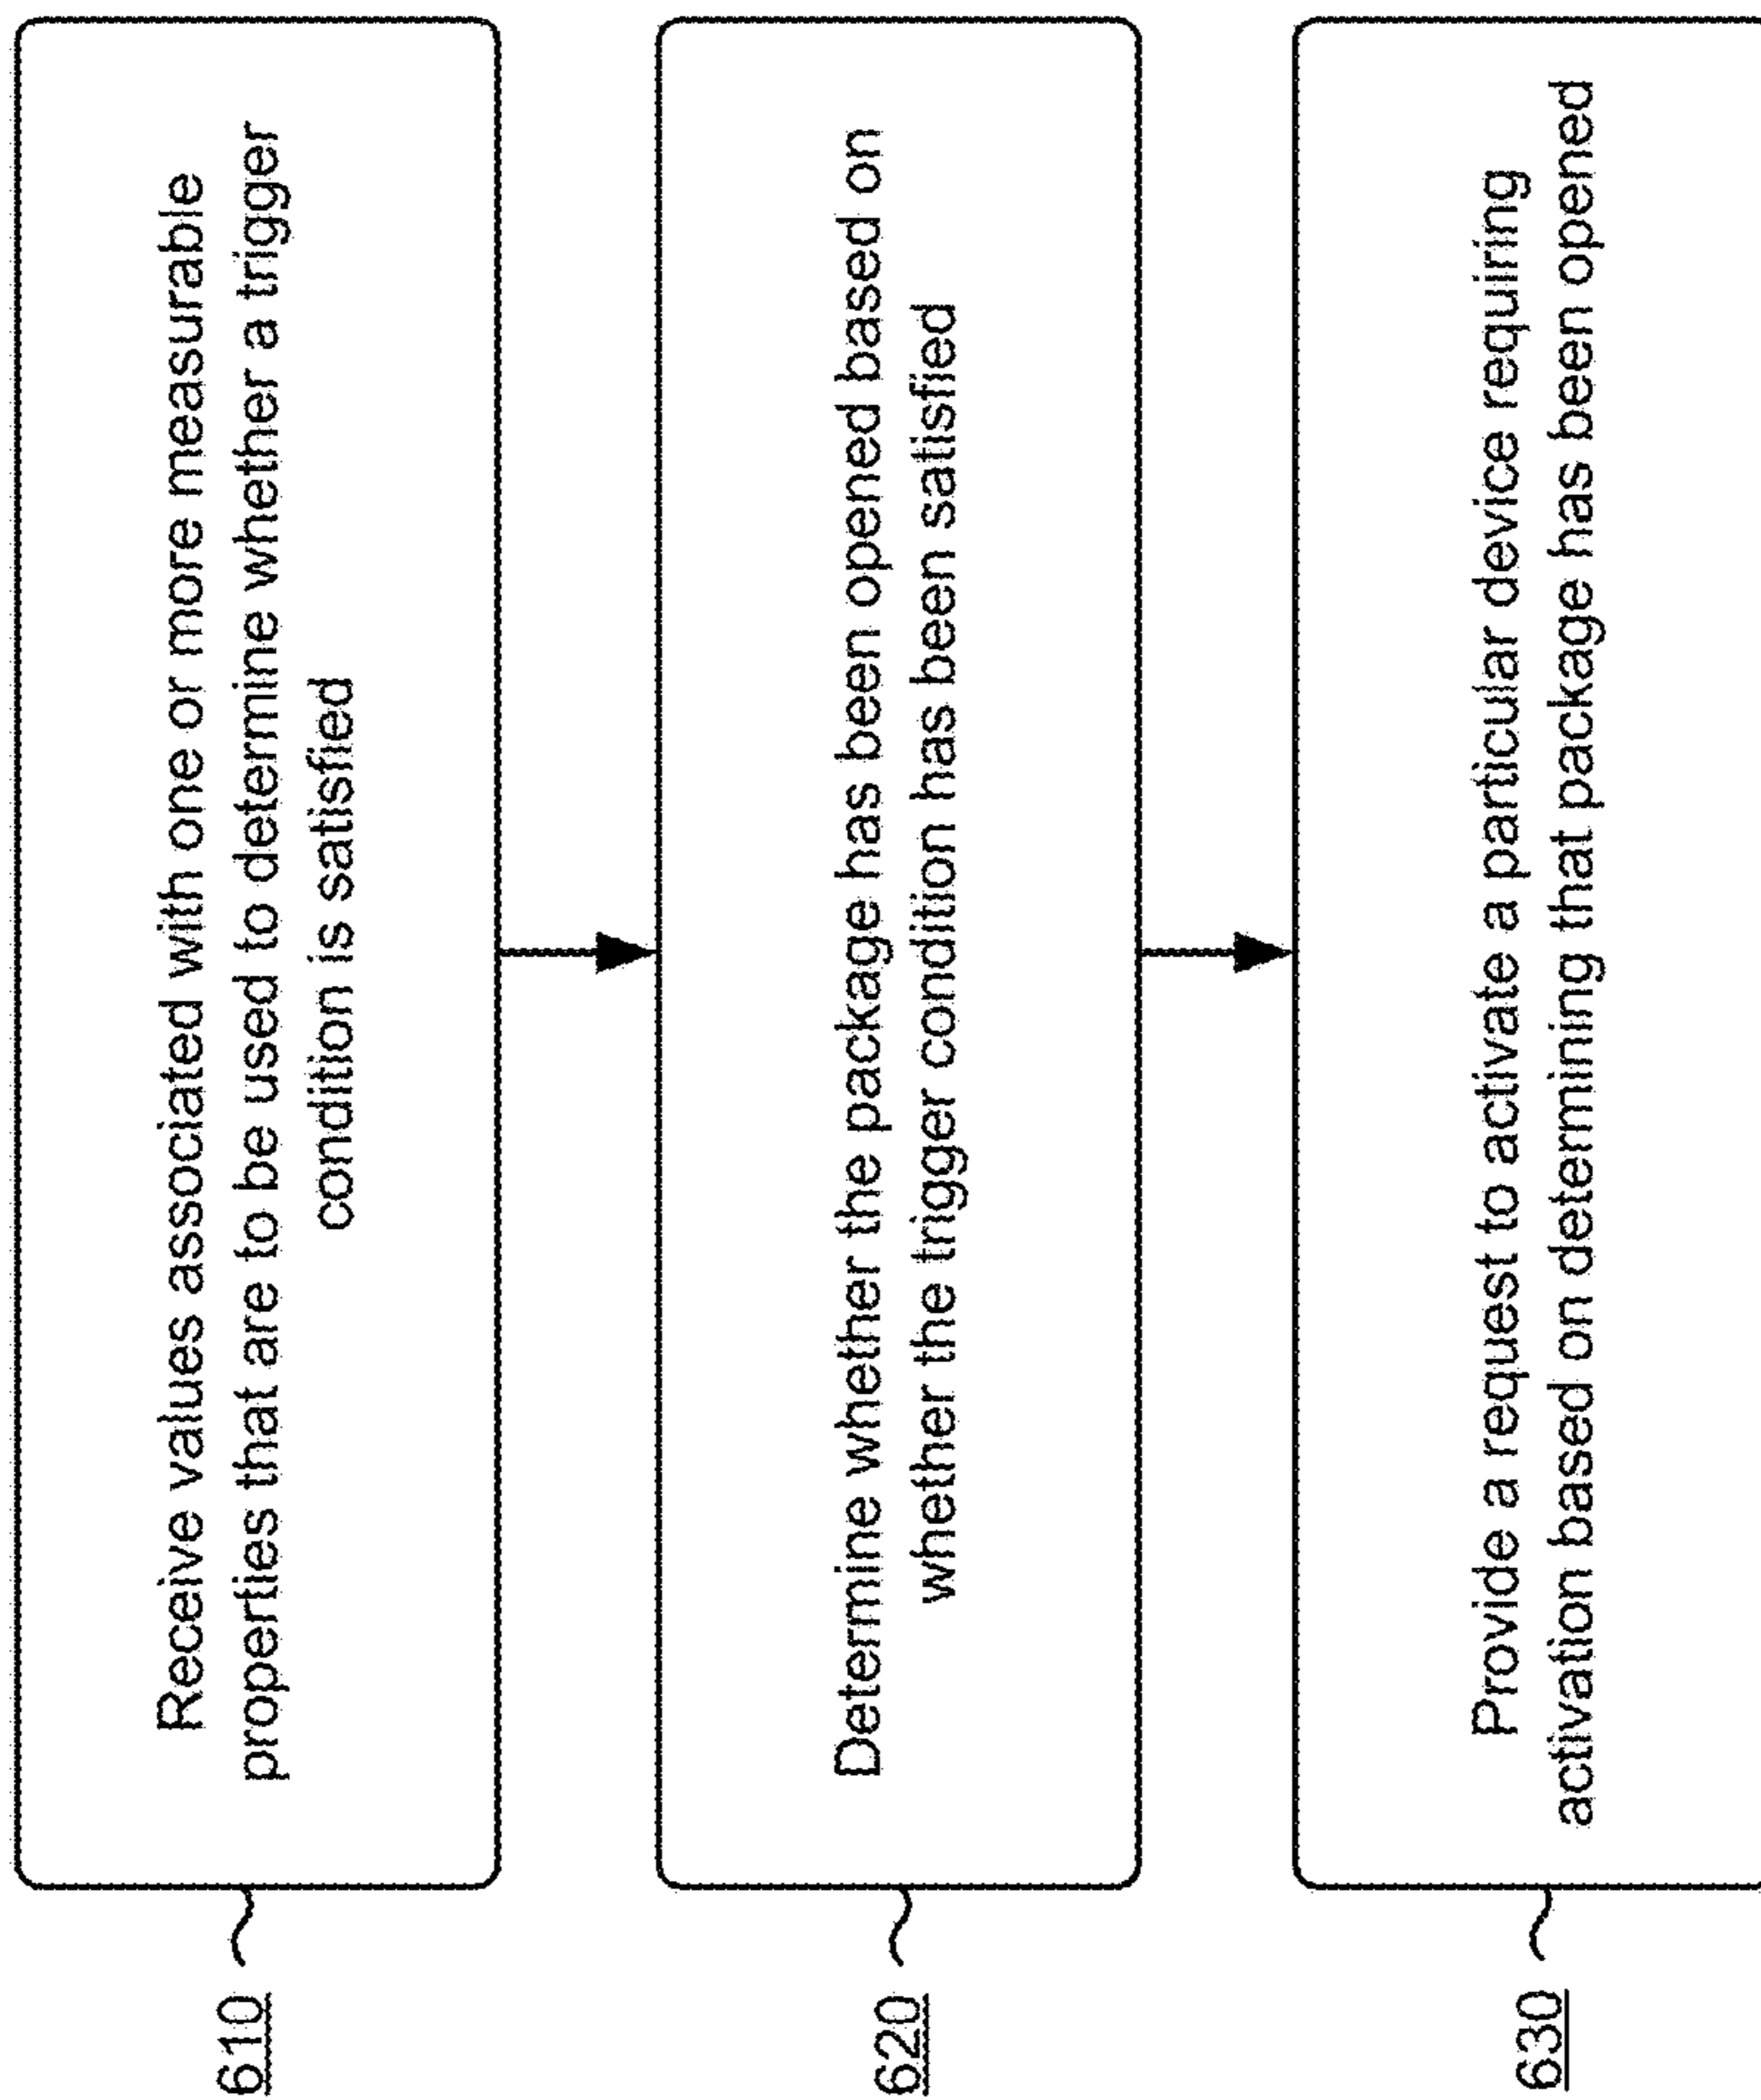 610
Receive values associated with one or more measurable
properties that are to be used to determine whether a trigger
condition is satisfied
620
Determine whether the package has been opened based on
whether the trigger condition has been satisfied
630
Provide a request to activate a particular device requiring
activation based on determining that package has been opened